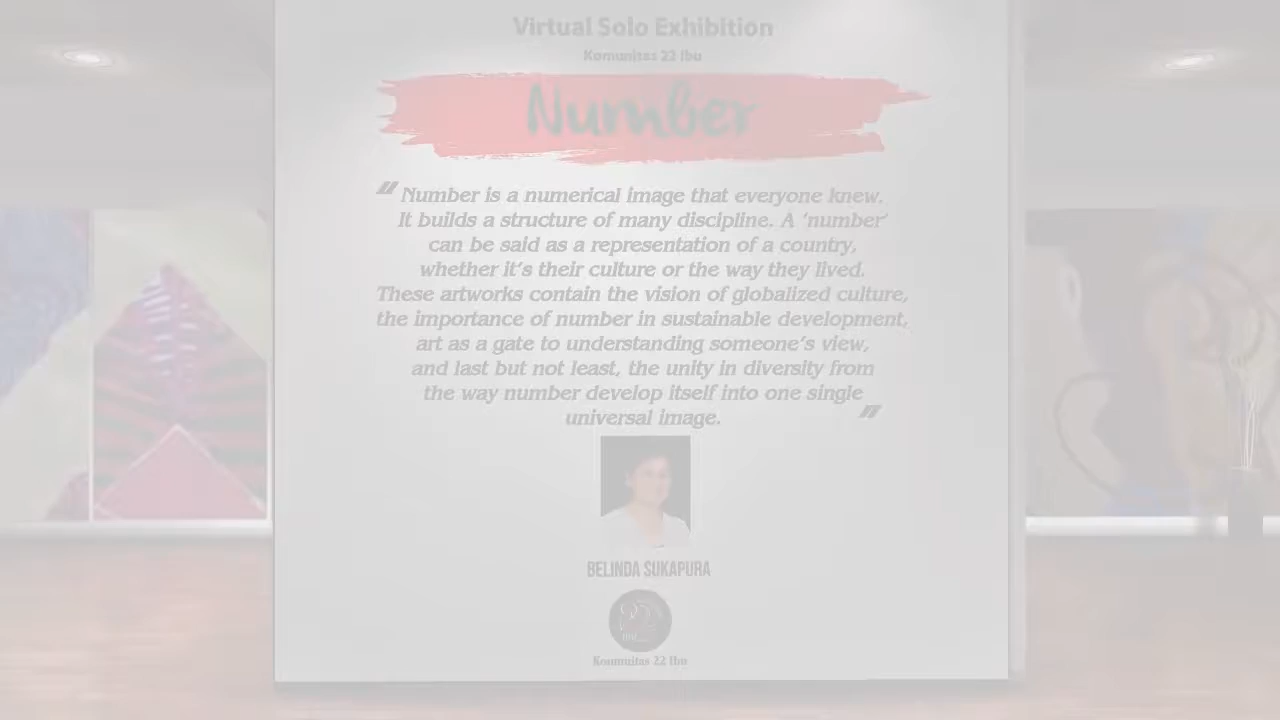 Virtual Solo Exhibition
Komunitas 22 Ibu
Number
"Number is a numerical image that everyone knew.
It builds a structure of many discipline. A ‘number’
can be said as a representation of a country,
whether it’s their culture or the way they lived.
These artworks contain the vision of globalized culture,
the importance of number in sustainable development,
art as a gate to understanding someone’s view,
and last but not least, the unity in diversity from
the way number develop itself into one single
universal image."
BELINDA SUKAPURA
22
Komunitas 22 Ibu